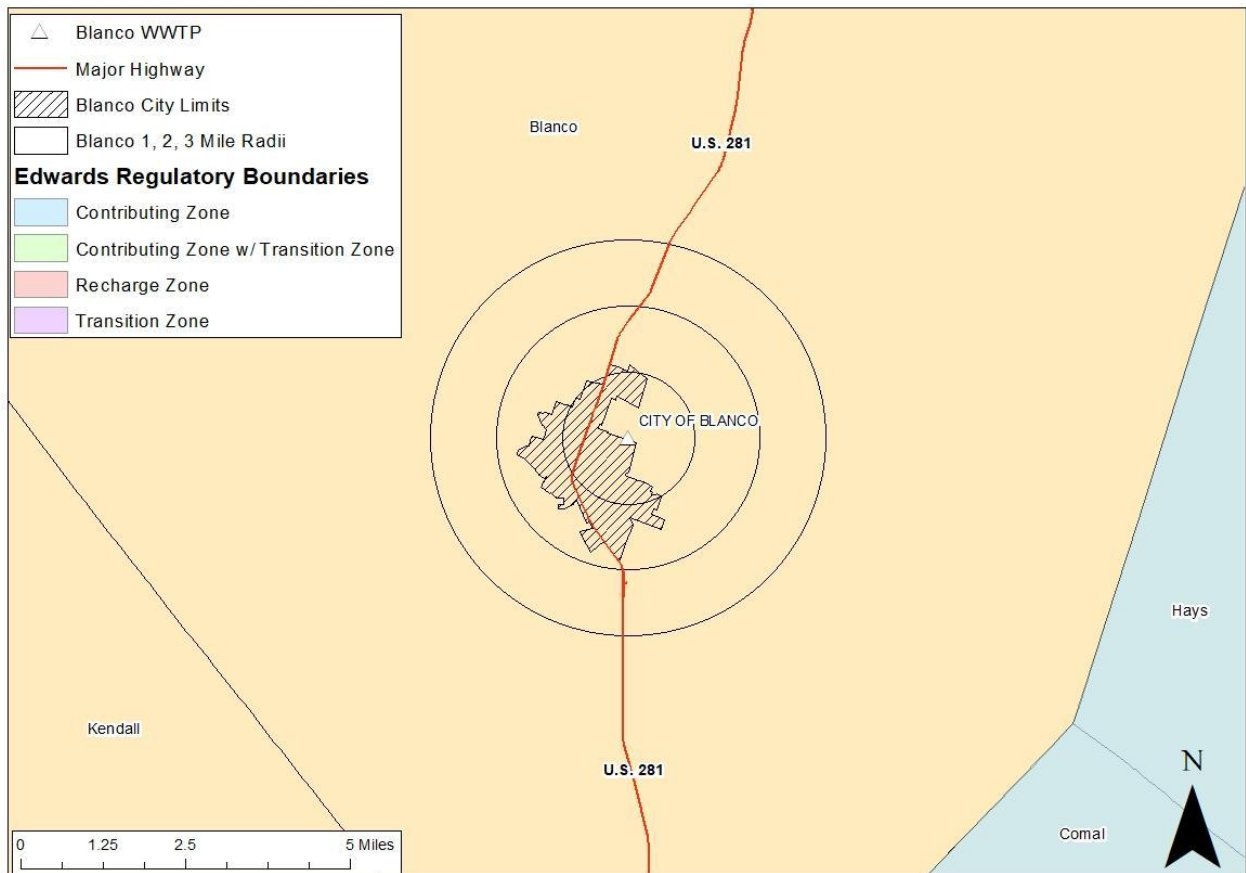 Blanco WWTP
Major Highway
Blanco City Limits
Blanco 1, 2, 3 Mile Radii
Edwards Regulatory Boundaries
Contributing Zone
Contributing Zone w/ Transition Zone
Recharge Zone
Transition Zone
Blanco
U.S. 281
CITY OF BLANCO
Hays
Kendall
U.S. 281
N
Comal
0 1.25 2.5 5 Miles